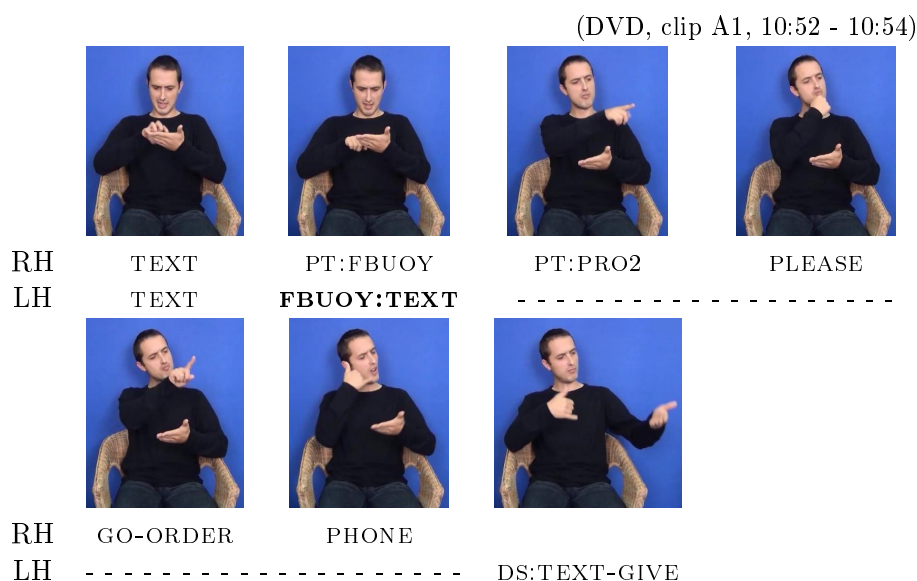 (DVD, clip A1, 10:52 - 10:54)
RH TEXT PT:FBUOY PT:PRO2 PLEASE
LH TEXT FBUOY:TEXT - - - - - - - - - - - - - - - - - - - - - -
RH GO-ORDER PHONE
LH - - - - - - - - - - - - - - - - - - - - - - DS:TEXT-GIVE